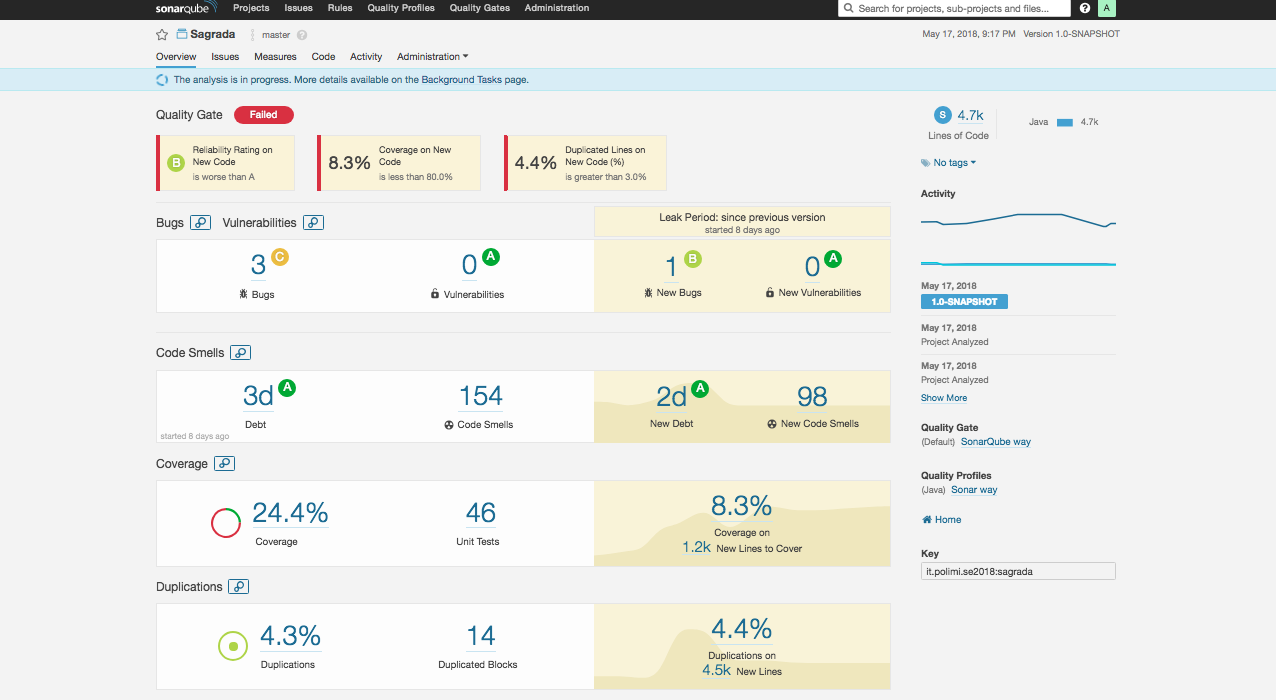 sonarqube Projects Issues Rules Quality Profiles Quality Gates Administration Search for projects, sub-projects and files... ? A
Sagrada master ? May 17, 2018, 9:17 PM Version 1.0-SNAPSHOT
Overview Issues Measures Code Activity Administration
The analysis is in progress. More details available on the Background Tasks page.
Quality Gate Failed
B
Reliability Rating on
New Code
is worse than A
8.3%
Coverage on New
Code
is less than 80.0%
4.4%
Duplicated Lines on
New Code (%)
is greater than 3.0%
Bugs Vulnerabilities
Leak Period: since previous version
started 8 days ago
3 C
Bugs
0 A
Vulnerabilities
1 B
New Bugs
0 A
New Vulnerabilities
Code Smells
3d A
Debt
started 8 days ago
154
Code Smells
2d A
New Debt
98
New Code Smells
Coverage
24.4%
Coverage
46
Unit Tests
8.3%
Coverage on
1.2k New Lines to Cover
Duplications
4.3%
Duplications
14
Duplicated Blocks
4.4%
Duplications on
4.5k New Lines
S 4.7k
Lines of Code
Java 4.7k
No tags
Activity
May 17, 2018
1.0-SNAPSHOT
May 17, 2018
Project Analyzed
May 17, 2018
Project Analyzed
Show More
Quality Gate
(Default) SonarQube way
Quality Profiles
(Java) Sonar way
Home
Key
it.polimi.se2018:sagrada